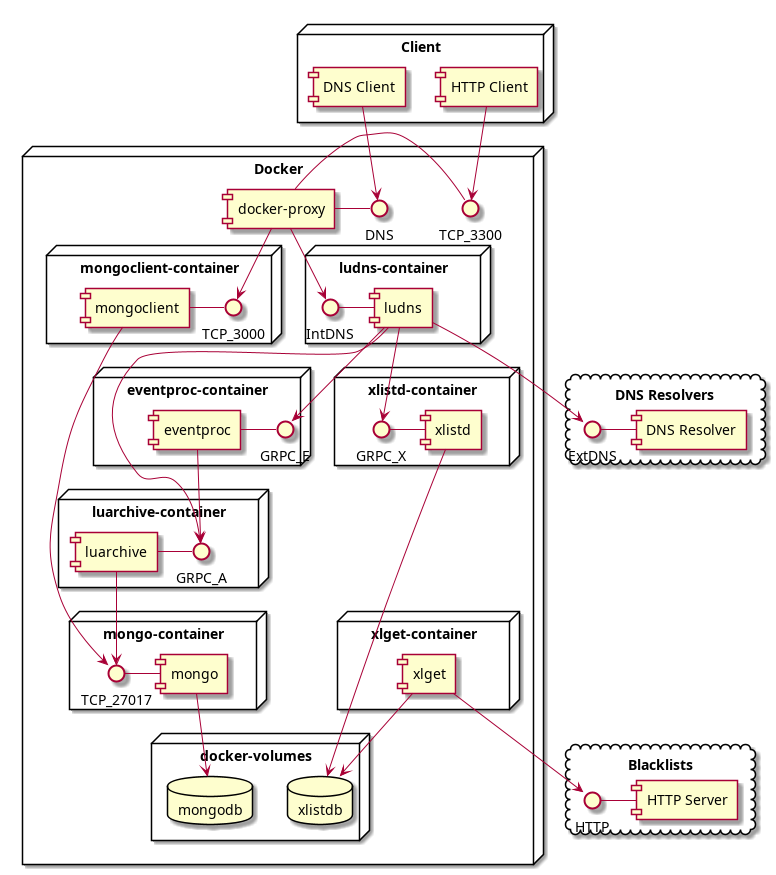 Client
DNS Client
HTTP Client
Docker
docker-proxy
DNS
TCP_3300
mongoclient-container
mongoclient
TCP_3000
ludns-container
IntDNS
ludns
eventproc-container
eventproc
GRPC_E
xlistd-container
GRPC_X
xlistd
DNS Resolvers
ExtDNS
DNS Resolver
luarchive-container
luarchive
GRPC_A
mongo-container
TCP_27017
mongo
xlget-container
xlget
docker-volumes
mongodb
xlistdb
Blacklists
HTTP
HTTP Server